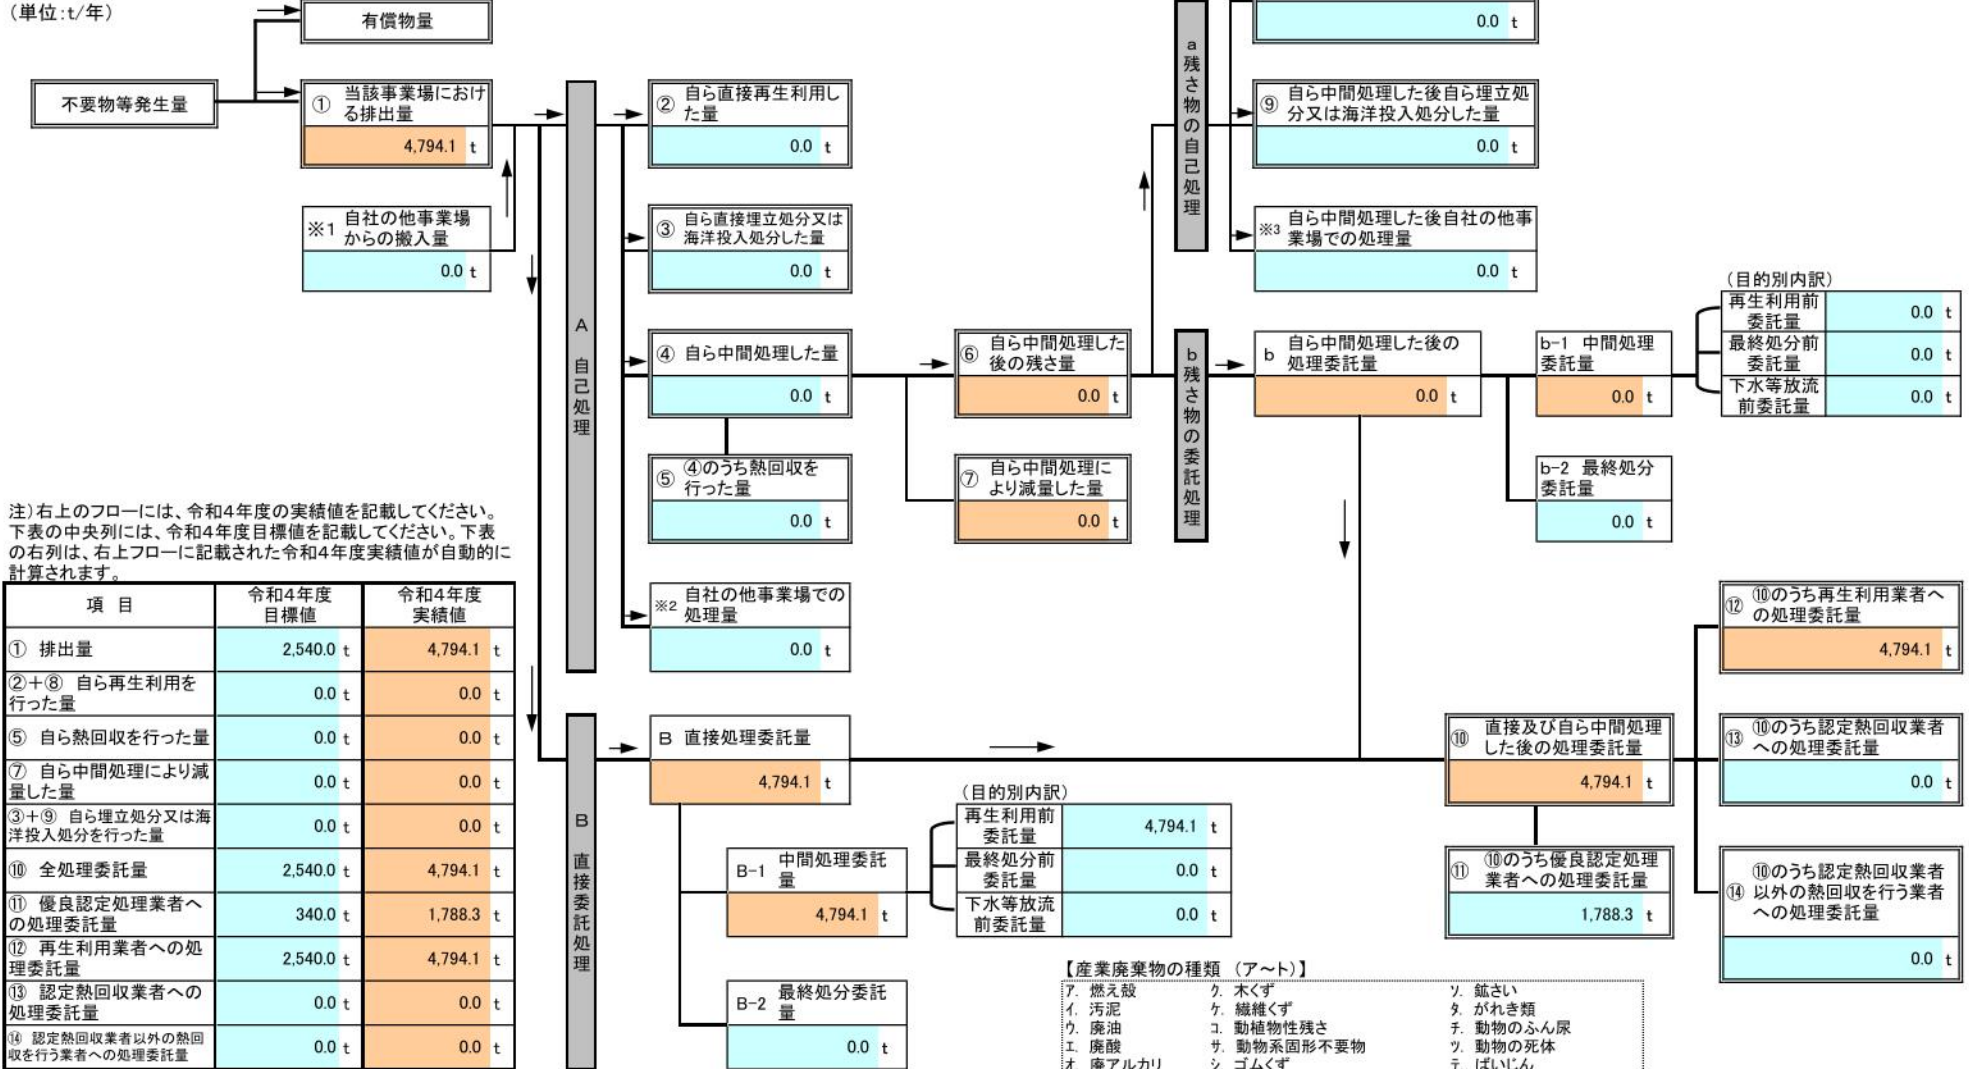 (単位:t/年)
有償物量
不要物等発生量
① 当該事業場におけ
る排出量
4,794.1 t
※1 自社の他事業場
からの搬入量
0.0 t
A 自己処理
② 自ら直接再生利用し
た量
0.0 t
③ 自ら直接埋立処分又は
海洋投入処分した量
0.0 t
④ 自ら中間処理した量
0.0 t
⑤ ④のうち熱回収を
行った量
0.0 t
※2 自社の他事業場での
処理量
0.0 t
⑥ 自ら中間処理した
後の残さ量
0.0 t
⑦ 自ら中間処理に
より減量した量
0.0 t
a 残さ物の自己処理
0.0 t
⑨ 自ら中間処理した後自ら埋立処
分又は海洋投入処分した量
0.0 t
※3 自ら中間処理した後自社の他事
業場での処理量
0.0 t
b 残さ物の委託処理
b 自ら中間処理した後の
処理委託量
0.0 t
b-1 中間処理
委託量
0.0 t
b-2 最終処分
委託量
0.0 t
(目的別内訳)
再生利用前
委託量
0.0 t
最終処分前
委託量
0.0 t
下水等放流
前委託量
0.0 t
注)右上のフローには、令和4年度の実績値を記載してください。
下表の中央列には、令和4年度目標値を記載してください。下表
の右列は、右上フローに記載された令和4年度実績値が自動的に
計算されます。
項 目
令和4年度
目標値
令和4年度
実績値
① 排出量 2,540.0 t 4,794.1 t
②+⑧ 自ら再生利用を
行った量 0.0 t 0.0 t
⑤ 自ら熱回収を行った量 0.0 t 0.0 t
⑦ 自ら中間処理により減
量した量 0.0 t 0.0 t
③+⑨ 自ら埋立処分又は海
洋投入処分を行った量 0.0 t 0.0 t
⑩ 全処理委託量 2,540.0 t 4,794.1 t
⑪ 優良認定処理業者へ
の処理委託量 340.0 t 1,788.3 t
⑫ 再生利用業者への処
理委託量 2,540.0 t 4,794.1 t
⑬ 認定熱回収業者への
処理委託量 0.0 t 0.0 t
⑭ 認定熱回収業者以外の熱回
収を行う業者への処理委託量 0.0 t 0.0 t
B 直接委託処理
B 直接処理委託量
4,794.1 t
B-1 中間処理委託
量
4,794.1 t
B-2 最終処分委託
量
0.0 t
(目的別内訳)
再生利用前
委託量
4,794.1 t
最終処分前
委託量
0.0 t
下水等放流
前委託量
0.0 t
⑩ 直接及び自ら中間処理
した後の処理委託量
4,794.1 t
⑪ ⑩のうち優良認定処理
業者への処理委託量
1,788.3 t
⑫ ⑩のうち再生利用業者へ
の処理委託量
4,794.1 t
⑬ ⑩のうち認定熱回収業者
への処理委託量
0.0 t
⑭ ⑩のうち認定熱回収業者
以外の熱回収を行う業者
への処理委託量
0.0 t
【産業廃棄物の種類 (ア~ト)】
ア. 燃え殻 ク. 木くず ソ. 鉱さい
イ. 汚泥 ケ. 繊維くず タ. がれき類
ウ. 廃油 コ. 動植物性残さ チ. 動物のふん尿
エ. 廃酸 サ. 動物系固形不要物 ツ. 動物の死体
オ. 廃アルカリ シ. ゴムくず テ. ばいじん